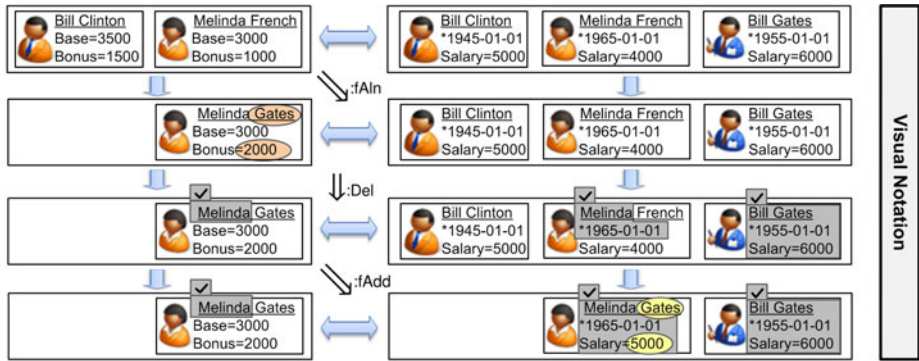 Bill Clinton
Base=3500
Bonus=1500
Melinda French
Base=3000
Bonus=1000
Bill Clinton
*1945-01-01
Salary=5000
Melinda French
*1965-01-01
Salary=4000
Bill Gates
*1955-01-01
Salary=6000
:fAln
Melinda Gates
Base=3000
Bonus=2000
Bill Clinton
*1945-01-01
Salary=5000
Melinda French
*1965-01-01
Salary=4000
Bill Gates
*1955-01-01
Salary=6000
:Del
Melinda Gates
Base=3000
Bonus=2000
Bill Clinton
*1945-01-01
Salary=5000
Melinda French
*1965-01-01
Salary=4000
Bill Gates
*1955-01-01
Salary=6000
:fAdd
Melinda Gates
Base=3000
Bonus=2000
Melinda Gates
*1965-01-01
Salary=5000
Bill Gates
*1955-01-01
Salary=6000
Visual Notation